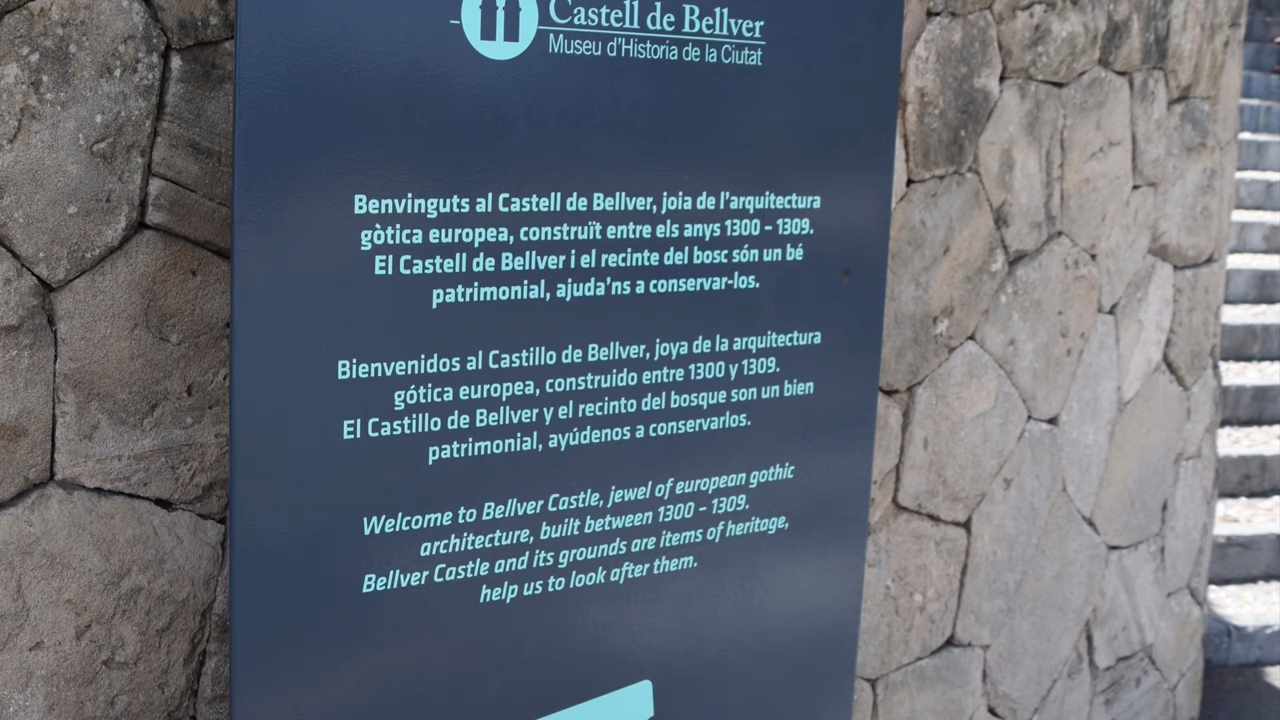 Castell de Bellver
Museu d'Historia de la Ciutat
Benvinguts al Castell de Bellver, joia de l'arquitectura
gòtica europea, construït entre els anys 1300 - 1309.
El Castell de Bellver i el recinte del bosc són un bé
patrimonial, ajuda'ns a conservar-los.
Bienvenidos al Castillo de Bellver, joya de la arquitectura
gótica europea, construido entre 1300 y 1309.
El Castillo de Bellver y el recinto del bosque son un bien
patrimonial, ayúdenos a conservarlos.
Welcome to Bellver Castle, jewel of european gothic
architecture, built between 1300 - 1309.
Bellver Castle and its grounds are items of heritage,
help us to look after them.